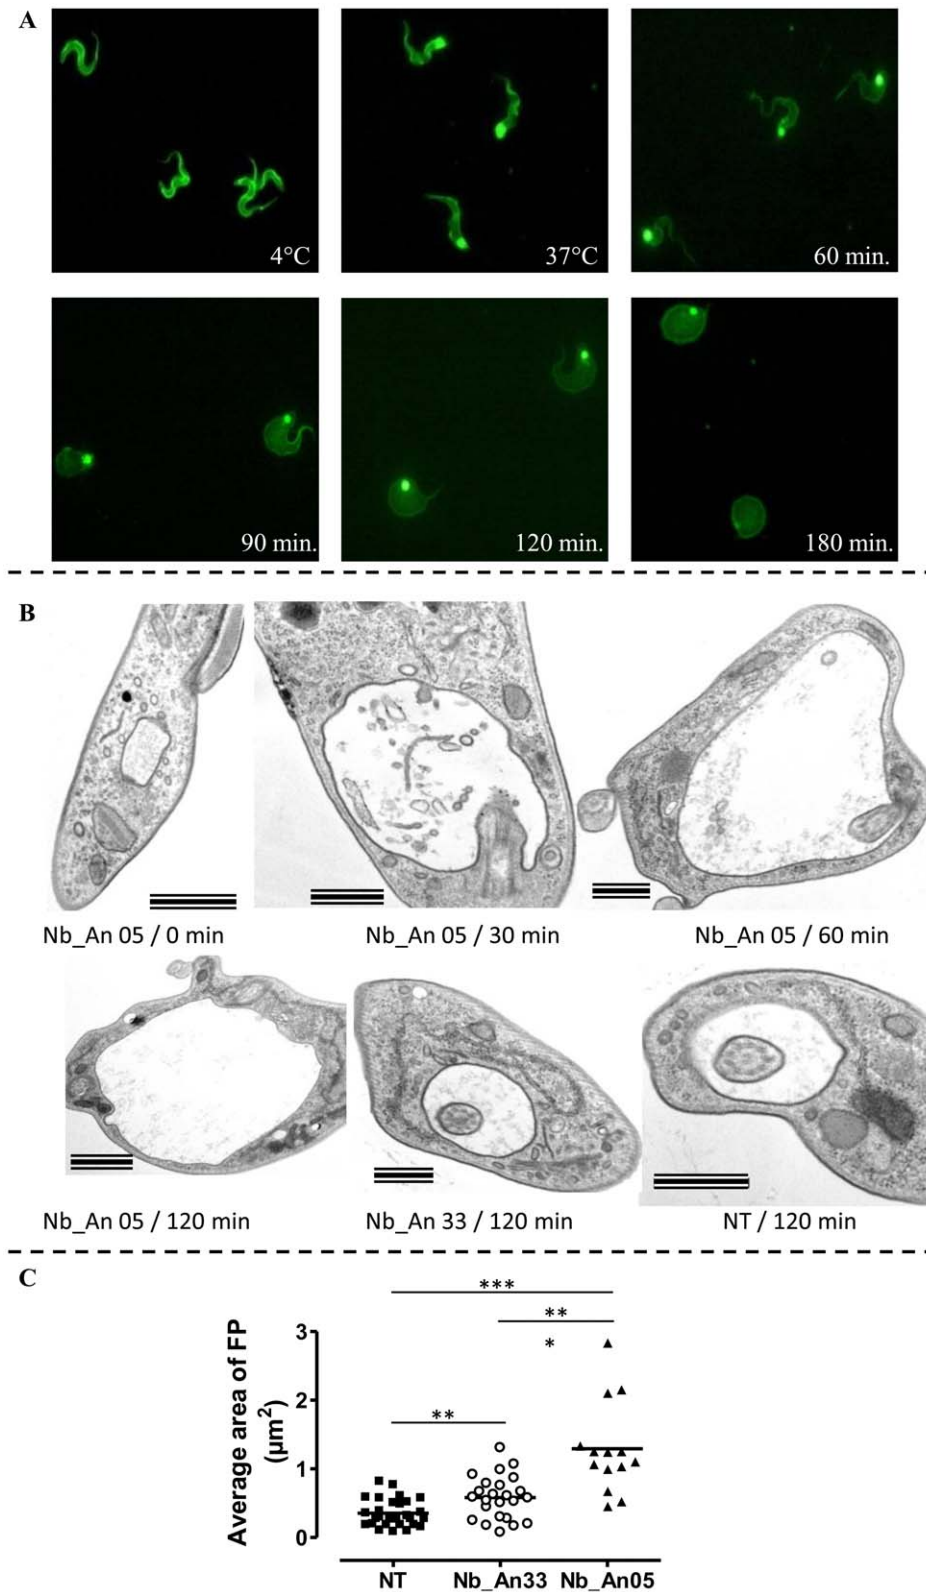 A
4°C
37°C
60 min.
90 min.
120 min.
180 min.
B
Nb_An 05 / 0 min
Nb_An 05 / 30 min
Nb_An 05 / 60 min
Nb_An 05 / 120 min
Nb_An 33 / 120 min
NT / 120 min
C
***
**
*
**
Average area of FP
(µm²)
3
2
1
0
NT
Nb_An33
Nb_An05